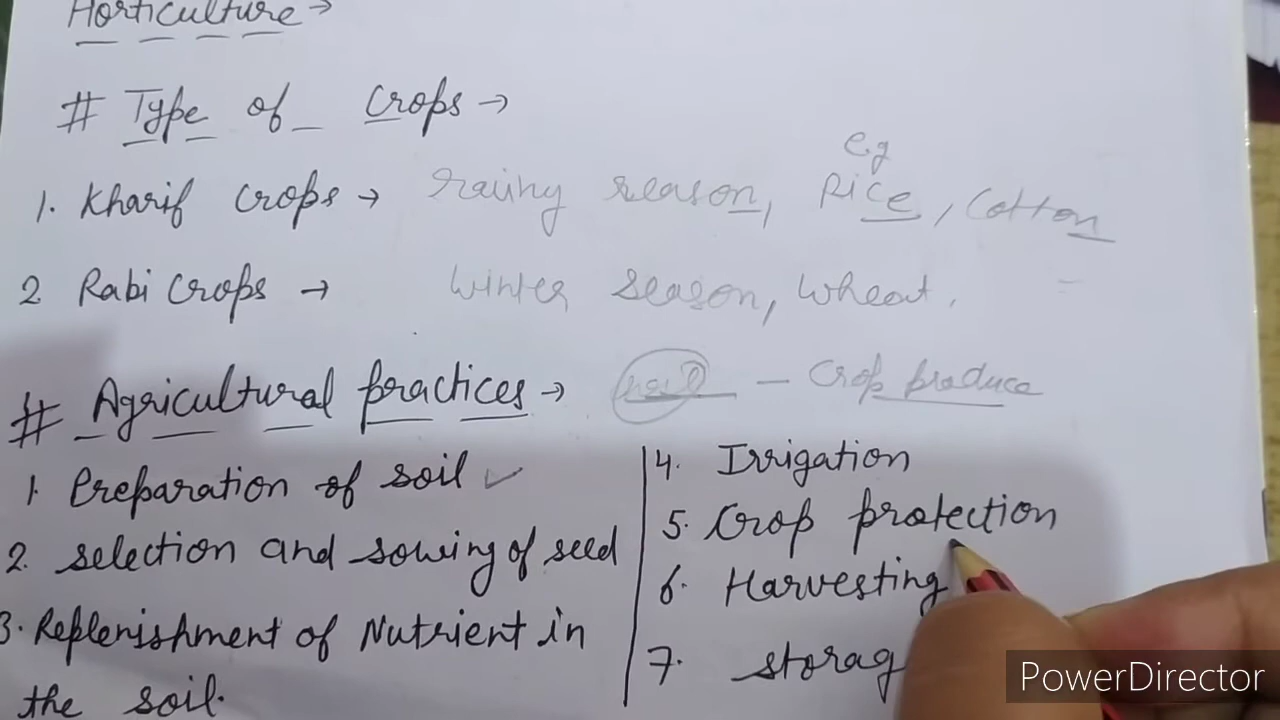 Horticulture →
# Type of Crops →
e.g
1. Kharif Crops → rainy season, Rice, Cotton
2 Rabi Crops → Winter Season, Wheat.
# Agricultural practices → — Crop produce
1. Preparation of soil ✓
2. Selection and sowing of seed
3. Replenishment of Nutrient in
the soil.
4. Irrigation
5. Crop protection
6. Harvesting
7. storag
PowerDirector